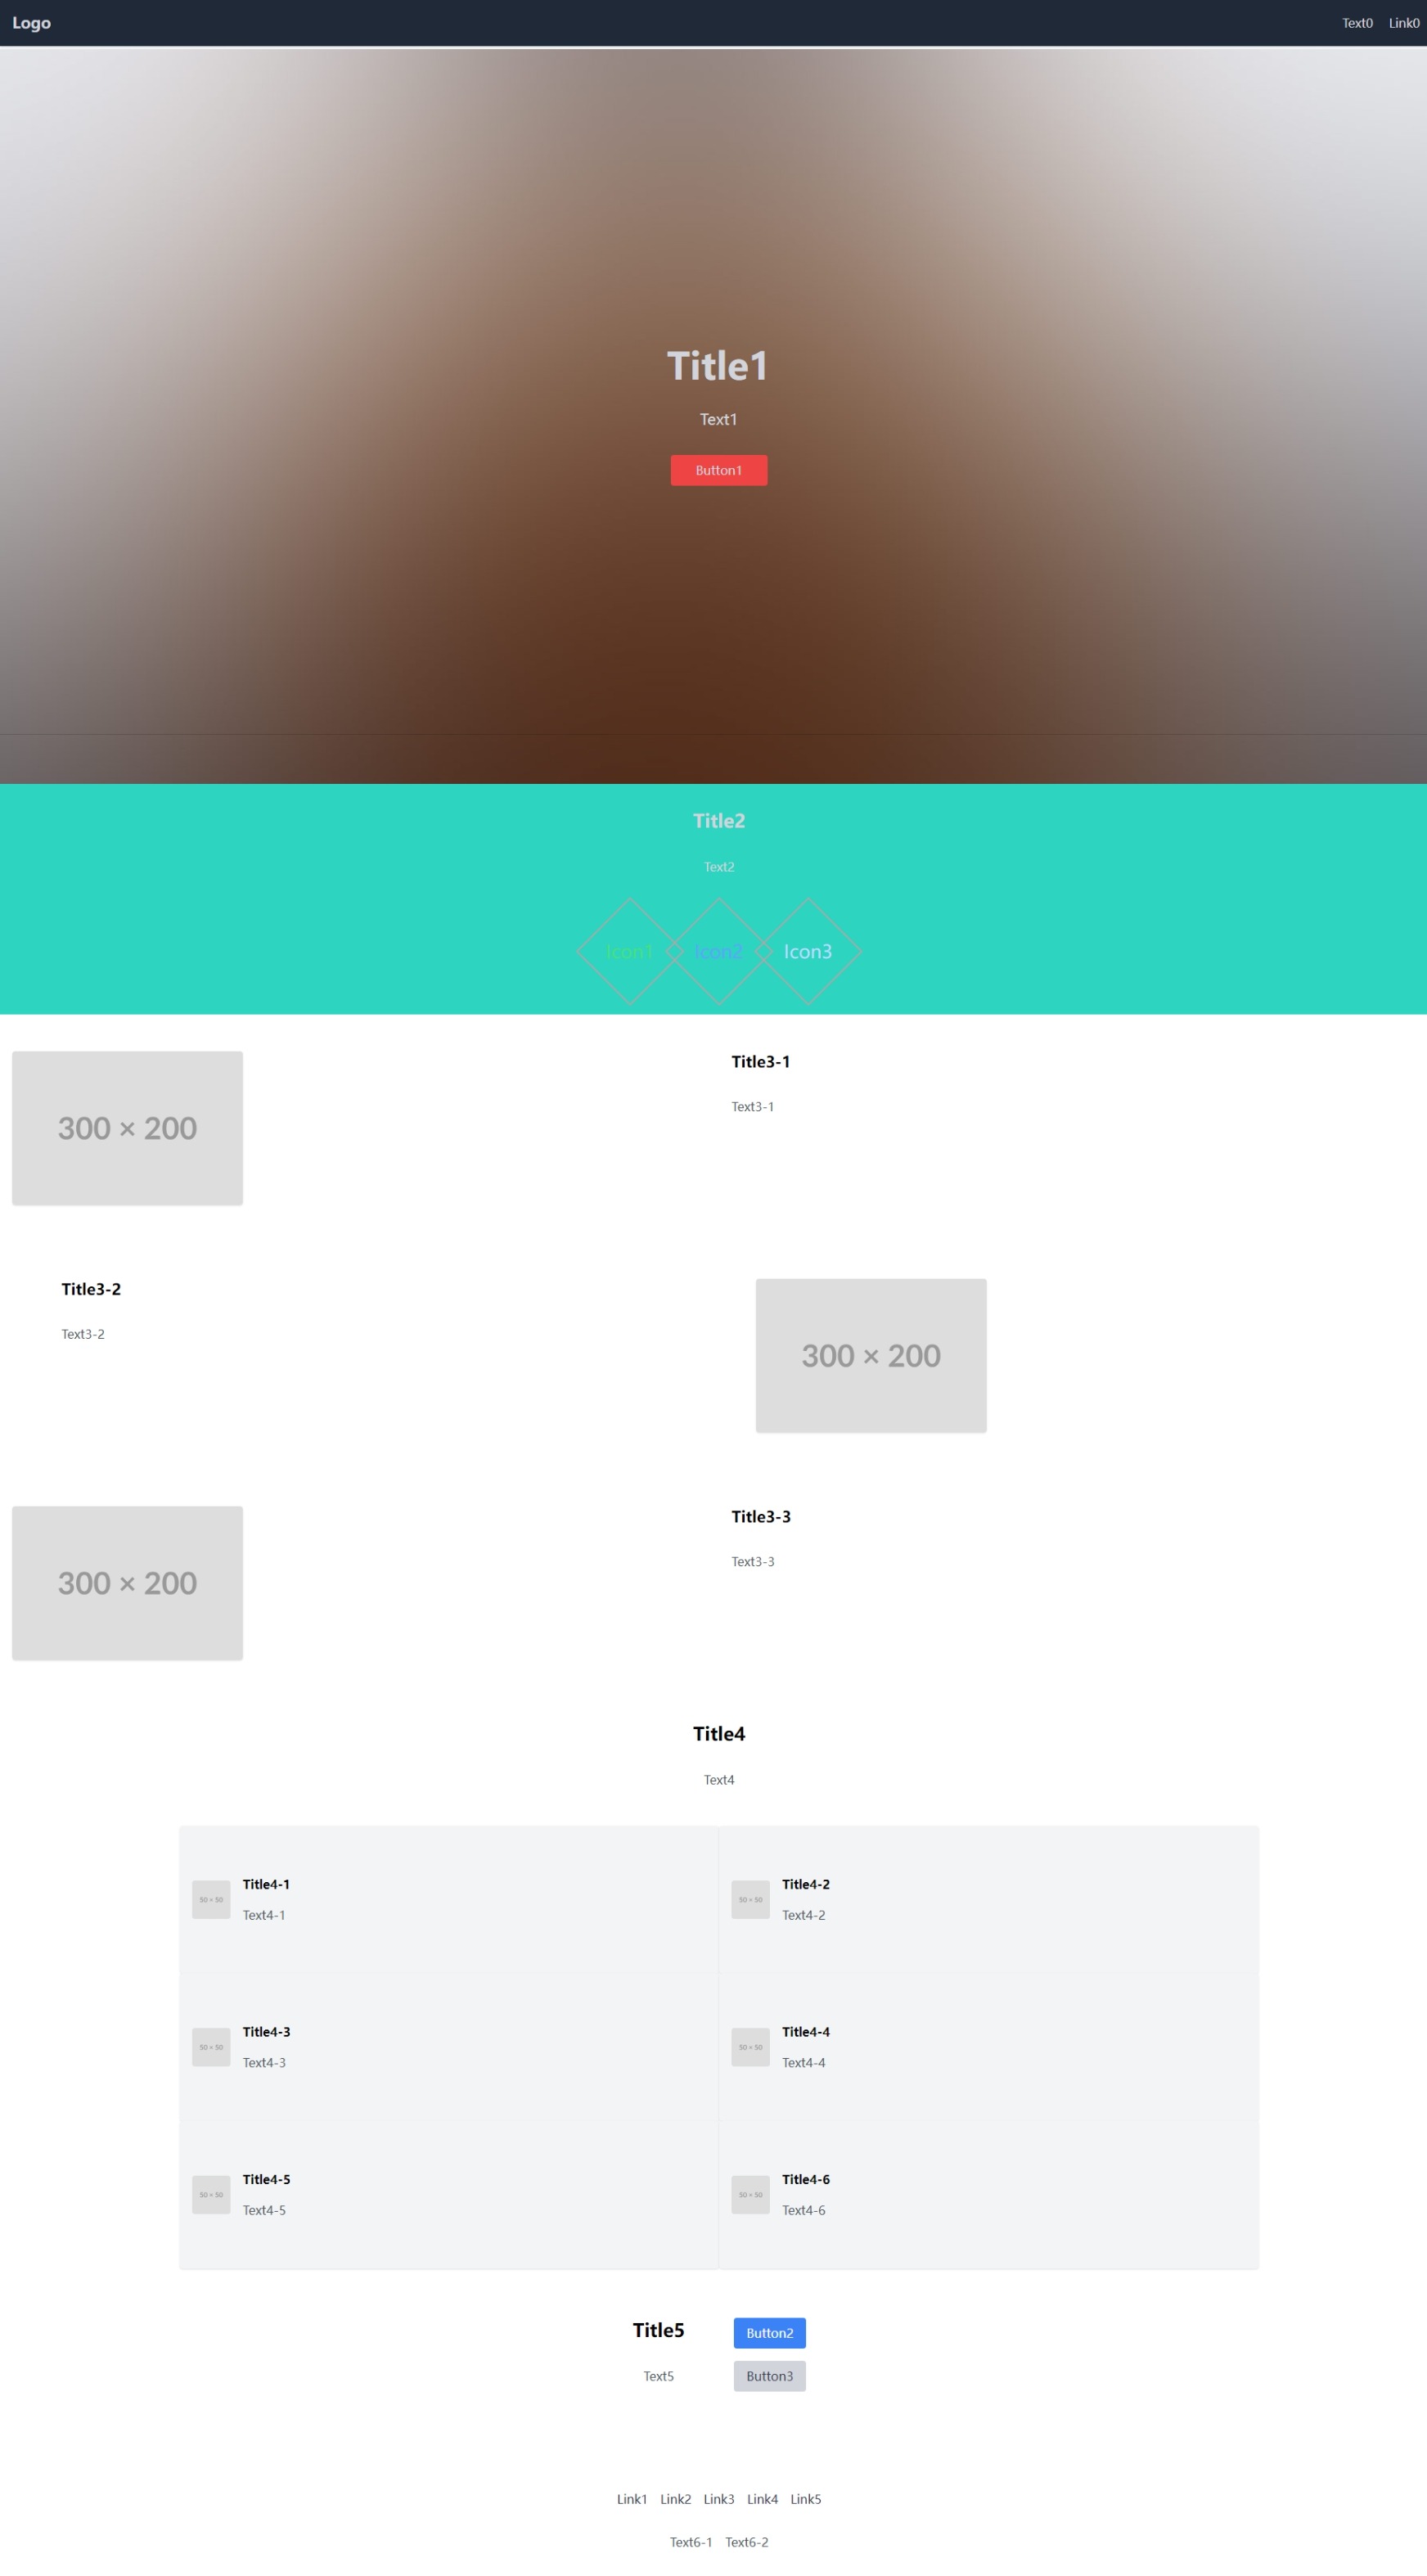 Logo
Text0 Link0
Title1
Text1
Button1
Title2
Text2
Icon1 Icon2 Icon3
300 × 200
Title3-1
Text3-1
Title3-2
Text3-2
300 × 200
300 × 200
Title3-3
Text3-3
Title4
Text4
50 × 50
Title4-1
Text4-1
50 × 50
Title4-2
Text4-2
50 × 50
Title4-3
Text4-3
50 × 50
Title4-4
Text4-4
50 × 50
Title4-5
Text4-5
50 × 50
Title4-6
Text4-6
Title5
Text5
Button2
Button3
Link1 Link2 Link3 Link4 Link5
Text6-1 Text6-2